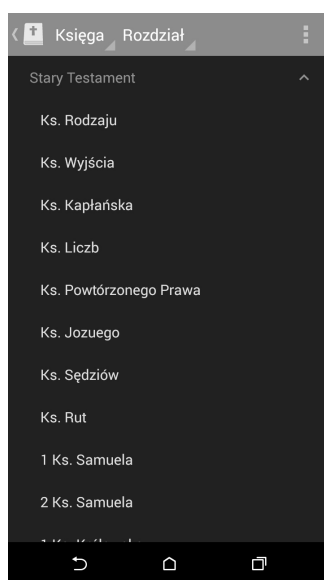 Księga Rozdział
Stary Testament
Ks. Rodzaju
Ks. Wyjścia
Ks. Kapłańska
Ks. Liczb
Ks. Powtórzonego Prawa
Ks. Jozuego
Ks. Sędziów
Ks. Rut
1 Ks. Samuela
2 Ks. Samuela